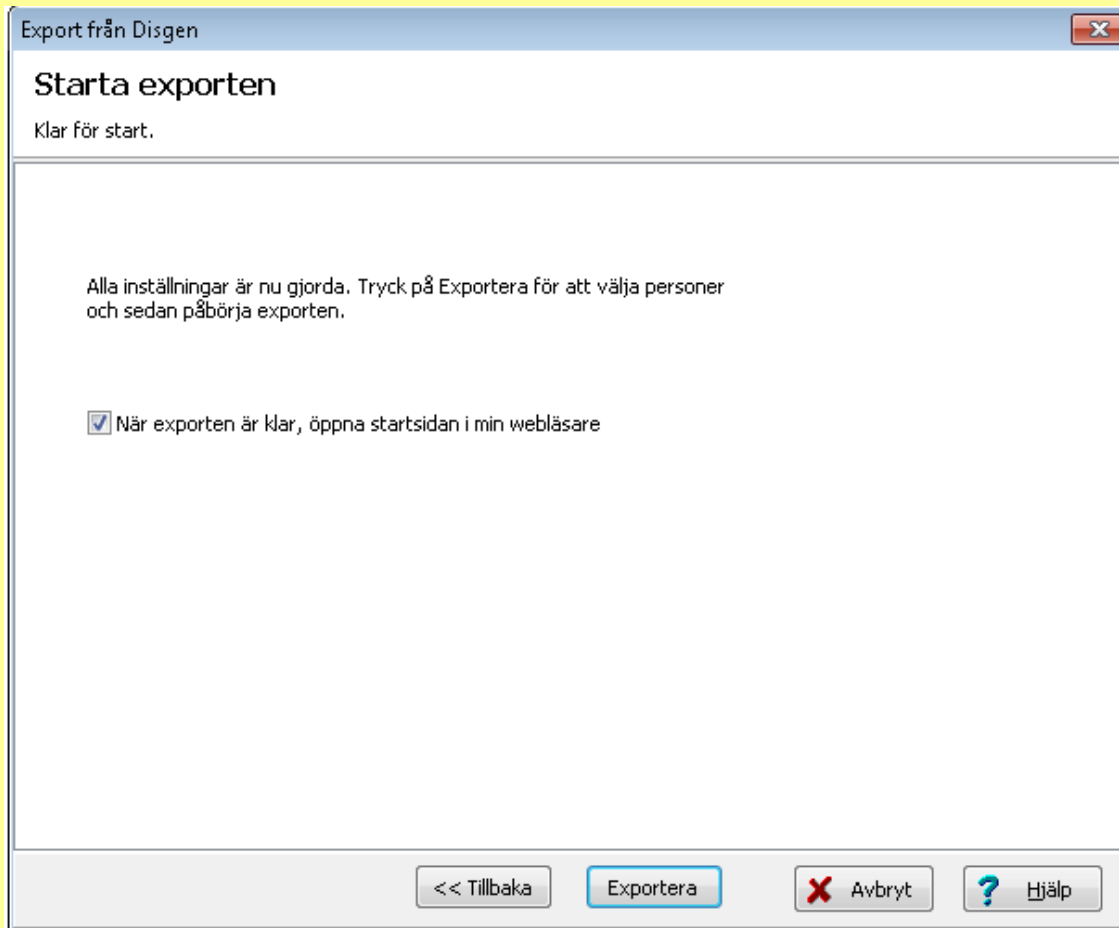 Export från Disgen
Starta exporten
Klar för start.
Alla inställningar är nu gjorda. Tryck på Exportera för att välja personer
och sedan påbörja exporten.
När exporten är klar, öppna startsidan i min webläsare
<< Tillbaka
Exportera
Avbryt
Hjälp